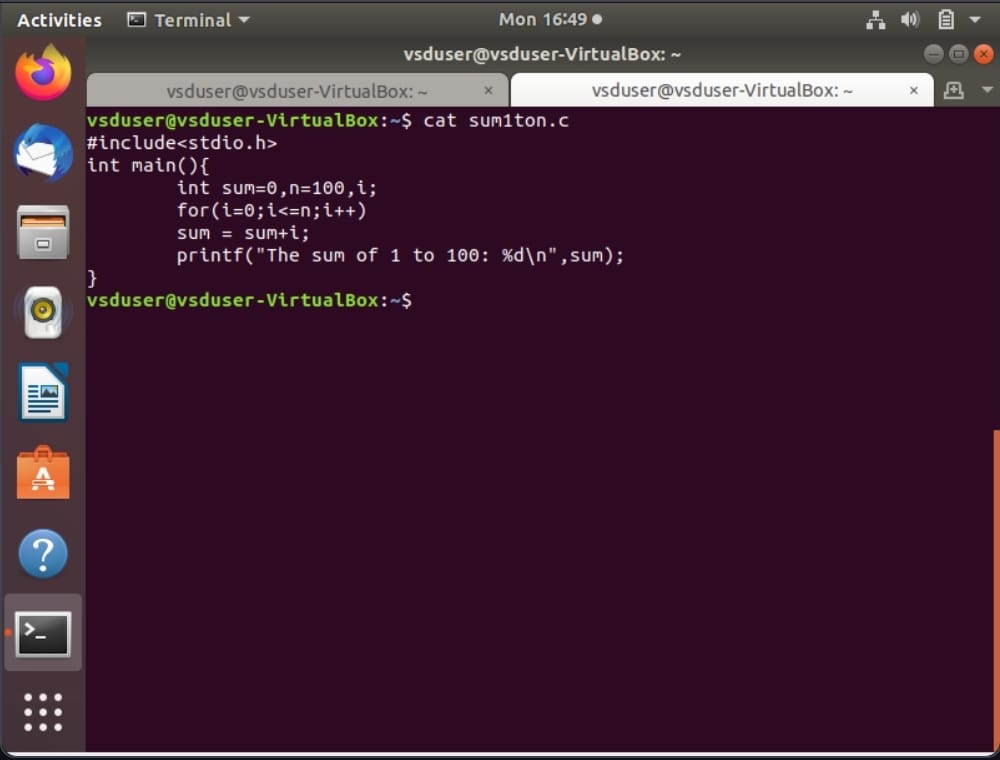 Activities Terminal Mon 16:49
vsduser@vsduser-VirtualBox: ~
vsduser@vsduser-VirtualBox: ~ × vsduser@vsduser-VirtualBox: ~ ×
vsduser@vsduser-VirtualBox:~$ cat sum1ton.c
#include<stdio.h>
int main(){
        int sum=0,n=100,i;
        for(i=0;i<=n;i++)
        sum = sum+i;
        printf("The sum of 1 to 100: %d\n",sum);
}
vsduser@vsduser-VirtualBox:~$